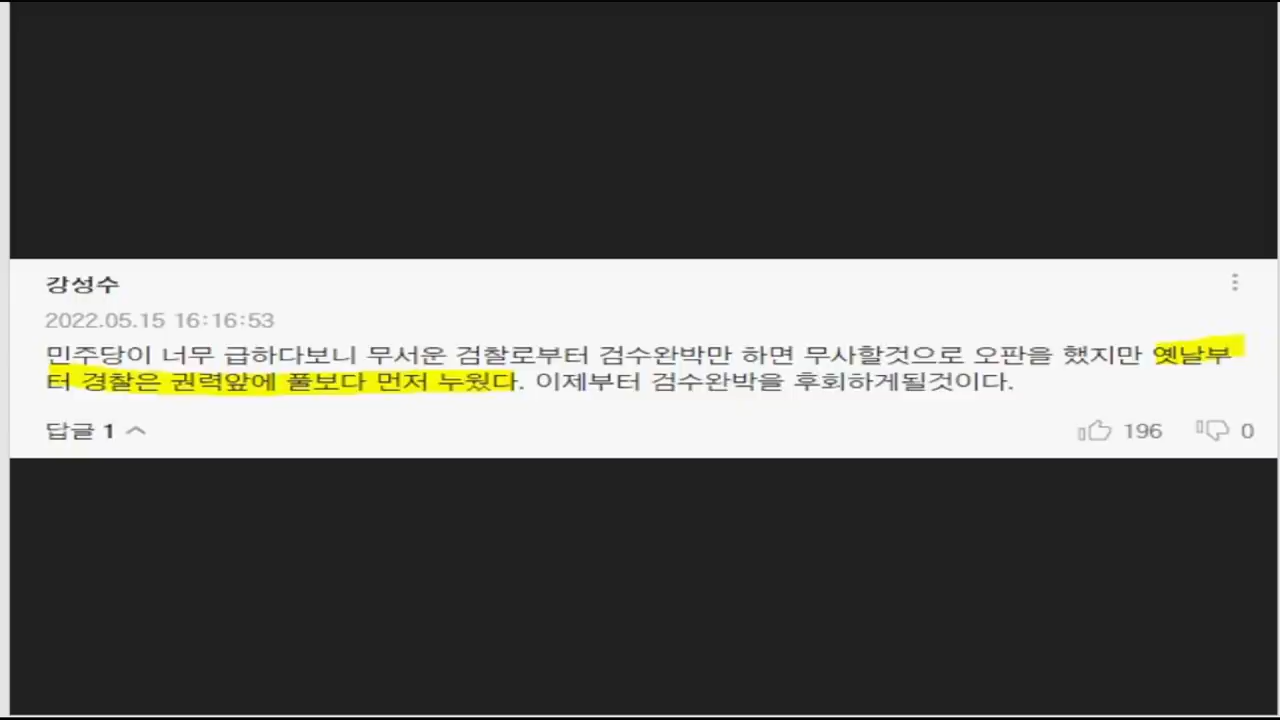 강성수
2022.05.15 16:16:53
민주당이 너무 급하다보니 무서운 검찰로부터 검수완박만 하면 무사할것으로 오판을 했지만 옛날부
터 경찰은 권력앞에 풀보다 먼저 누웠다. 이제부터 검수완박을 후회하게될것이다.
답글 1
196 0